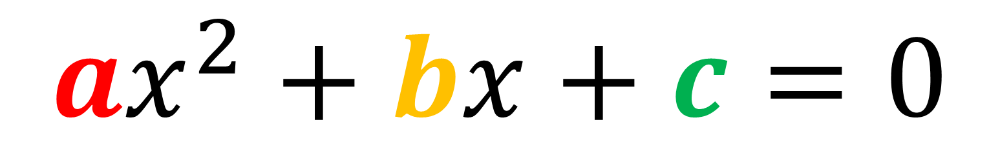 ax² + bx + c = 0